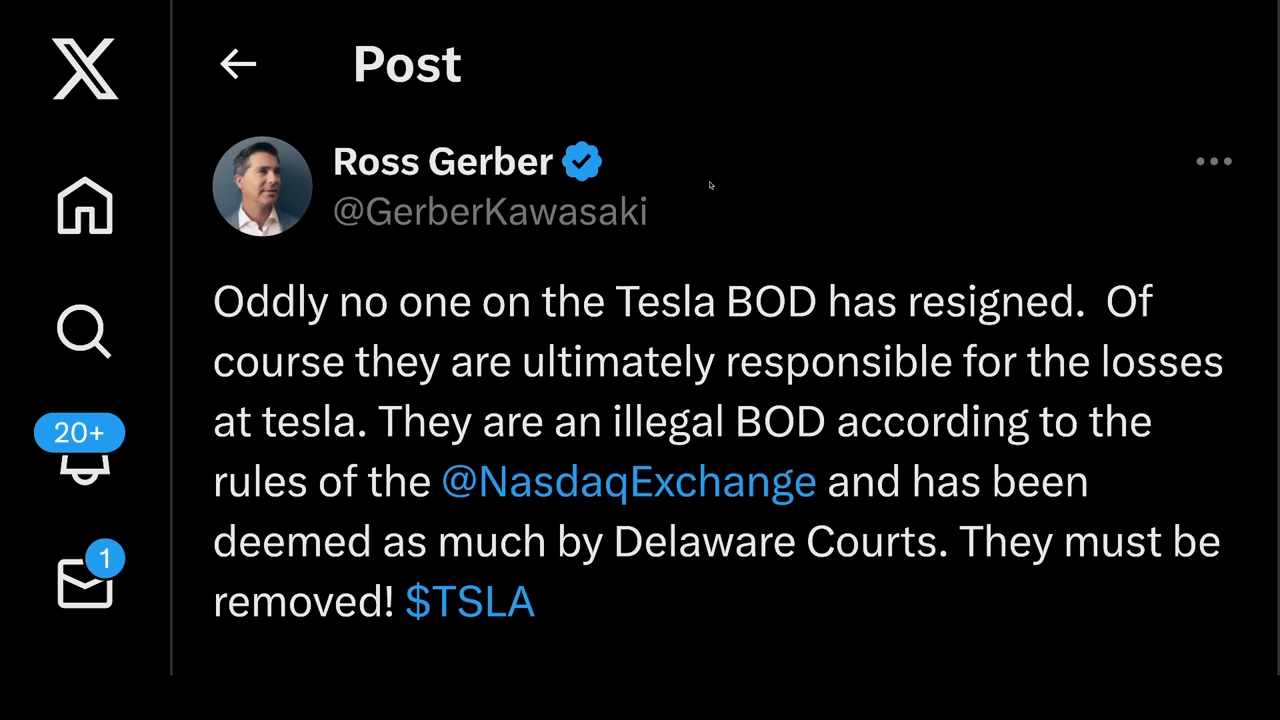 Post
Ross Gerber
@GerberKawasaki
Oddly no one on the Tesla BOD has resigned.  Of
course they are ultimately responsible for the losses
at tesla. They are an illegal BOD according to the
rules of the @NasdaqExchange and has been
deemed as much by Delaware Courts. They must be
removed! $TSLA
20+
1